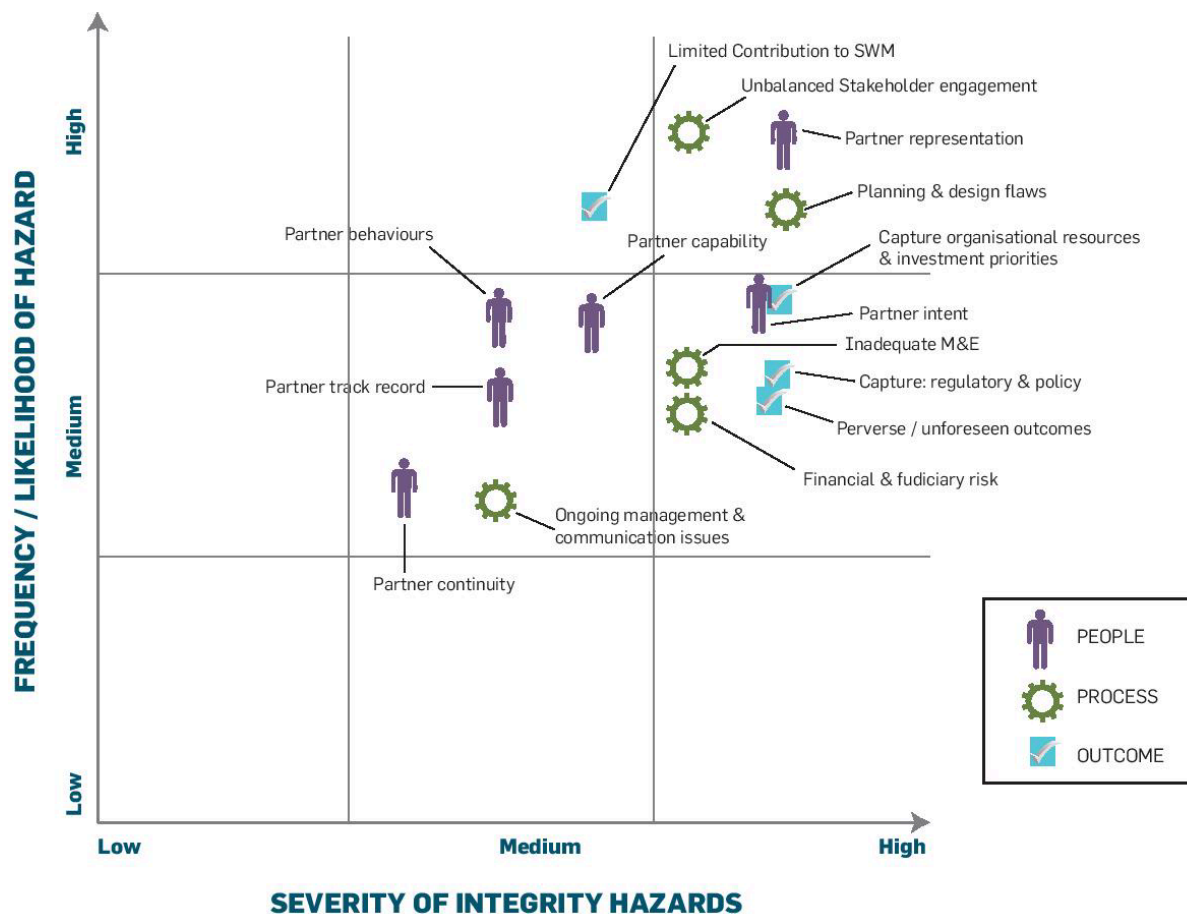 Limited Contribution to SWM
Unbalanced Stakeholder engagement
Partner representation
Planning & design flaws
Partner behaviours
Partner capability
Capture organisational resources
& investment priorities
Partner intent
Inadequate M&E
Partner track record
Capture: regulatory & policy
Perverse / unforeseen outcomes
Financial & fudiciary risk
Ongoing management &
communication issues
Partner continuity
FREQUENCY / LIKELIHOOD OF HAZARD
High
Medium
Low
Low
Medium
High
SEVERITY OF INTEGRITY HAZARDS
PEOPLE
PROCESS
OUTCOME